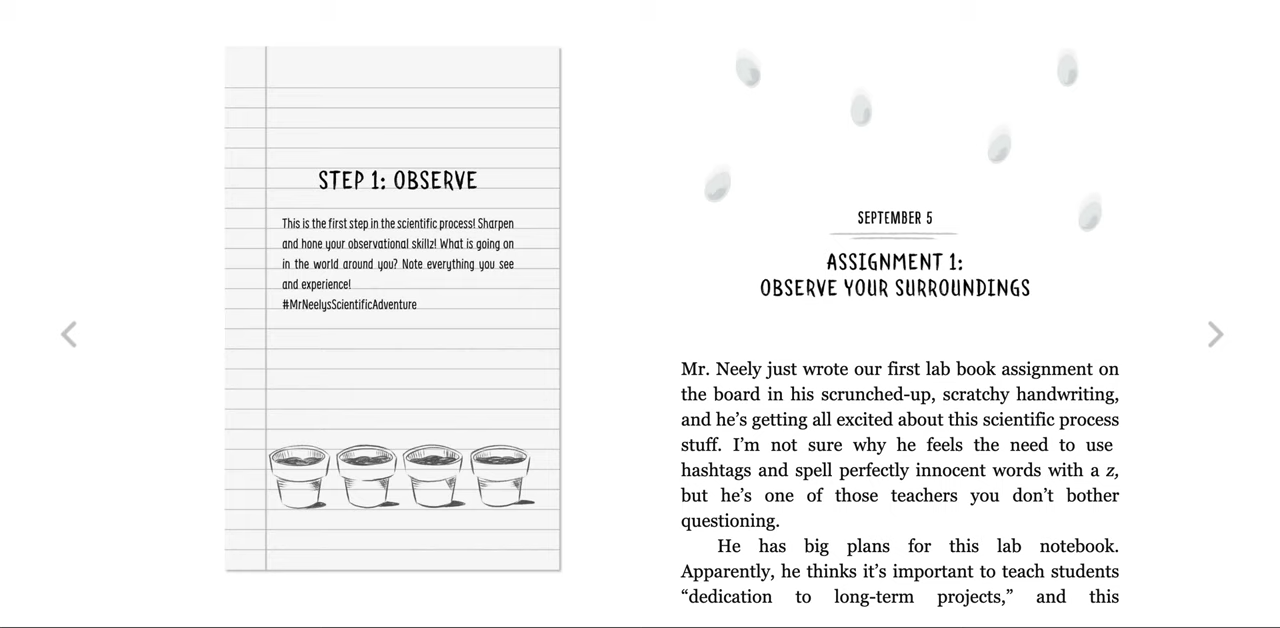 STEP 1: OBSERVE
This is the first step in the scientific process! Sharpen
and hone your observational skillz! What is going on
in the world around you? Note everything you see
and experience!
#MrNeelysScientificAdventure
SEPTEMBER 5
ASSIGNMENT 1:
OBSERVE YOUR SURROUNDINGS
Mr. Neely just wrote our first lab book assignment on
the board in his scrunched-up, scratchy handwriting,
and he’s getting all excited about this scientific process
stuff. I’m not sure why he feels the need to use
hashtags and spell perfectly innocent words with a z,
but he’s one of those teachers you don’t bother
questioning.
He has big plans for this lab notebook.
Apparently, he thinks it’s important to teach students
“dedication to long-term projects,” and this